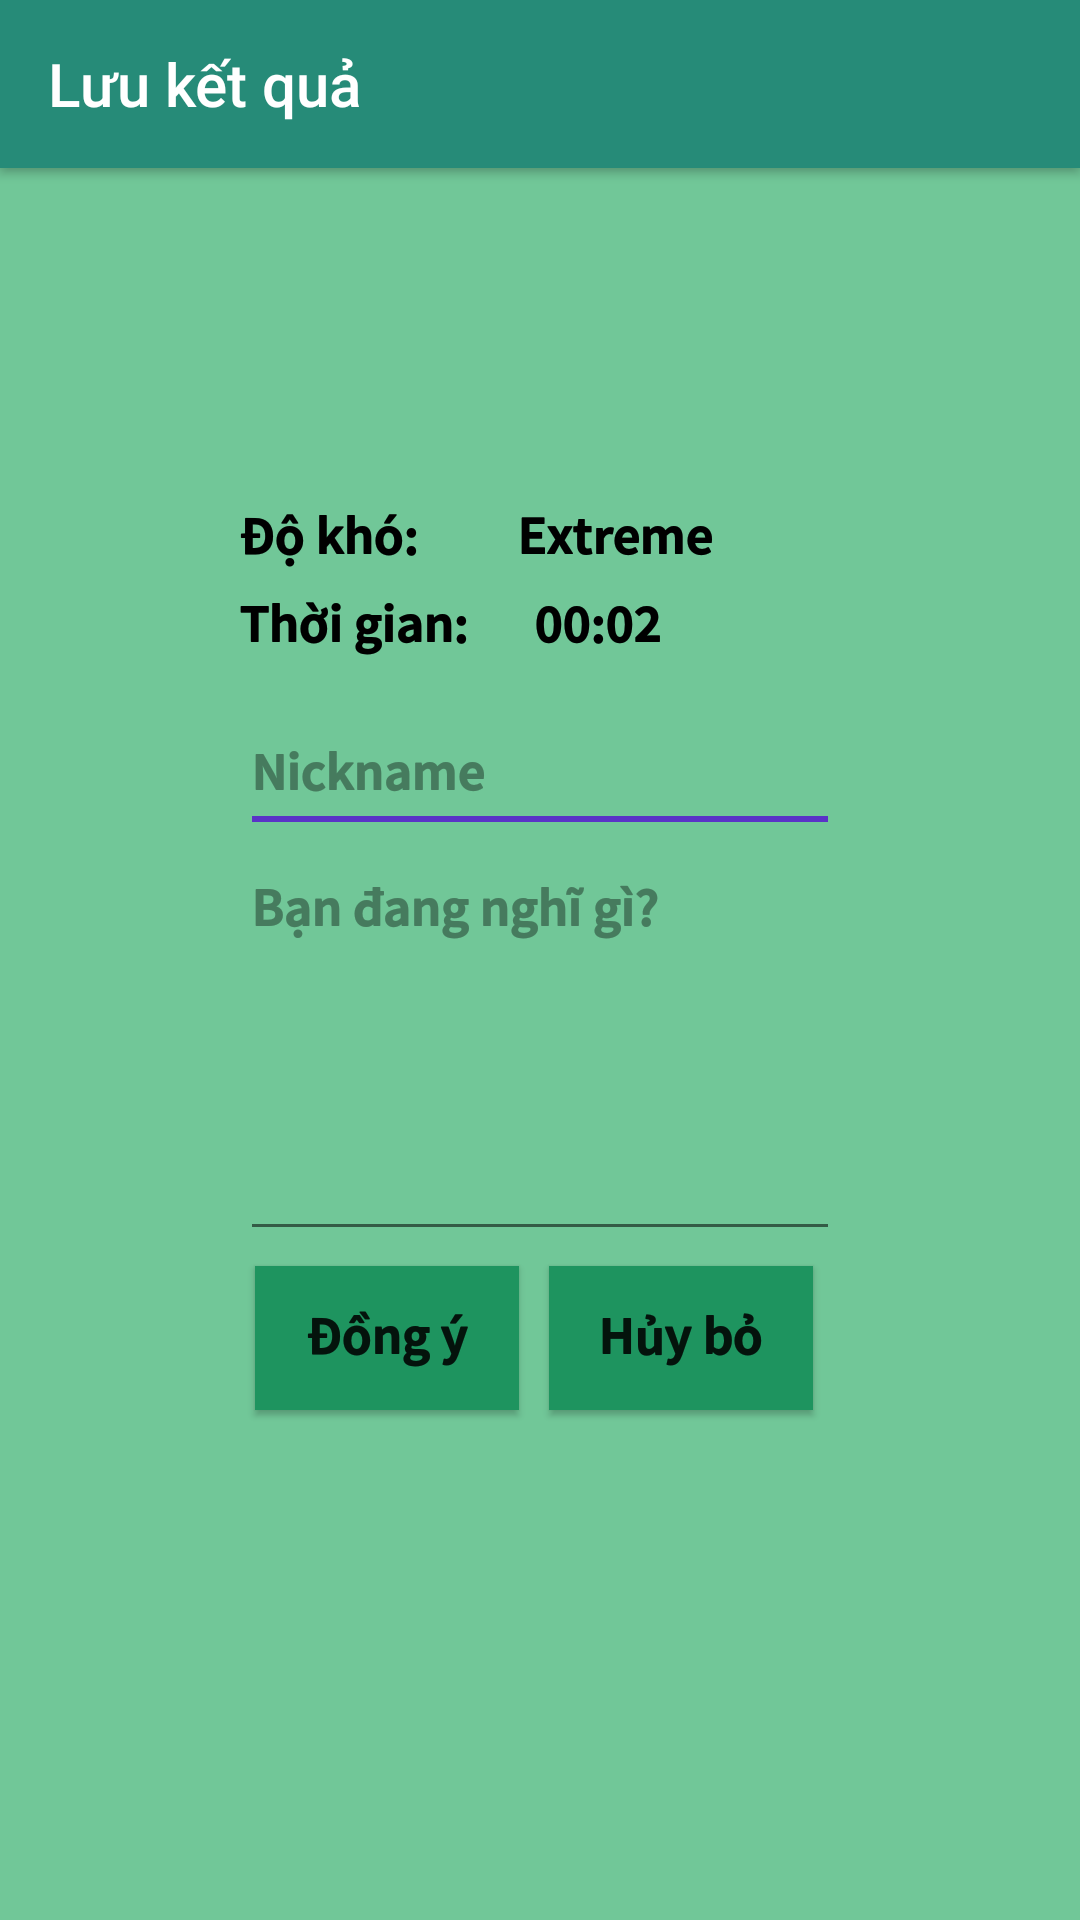 Lưu kết quả
Độ khó: Extreme
Thời gian: 00:02
Nickname
Bạn đang nghĩ gì?
Đồng ý Hủy bỏ